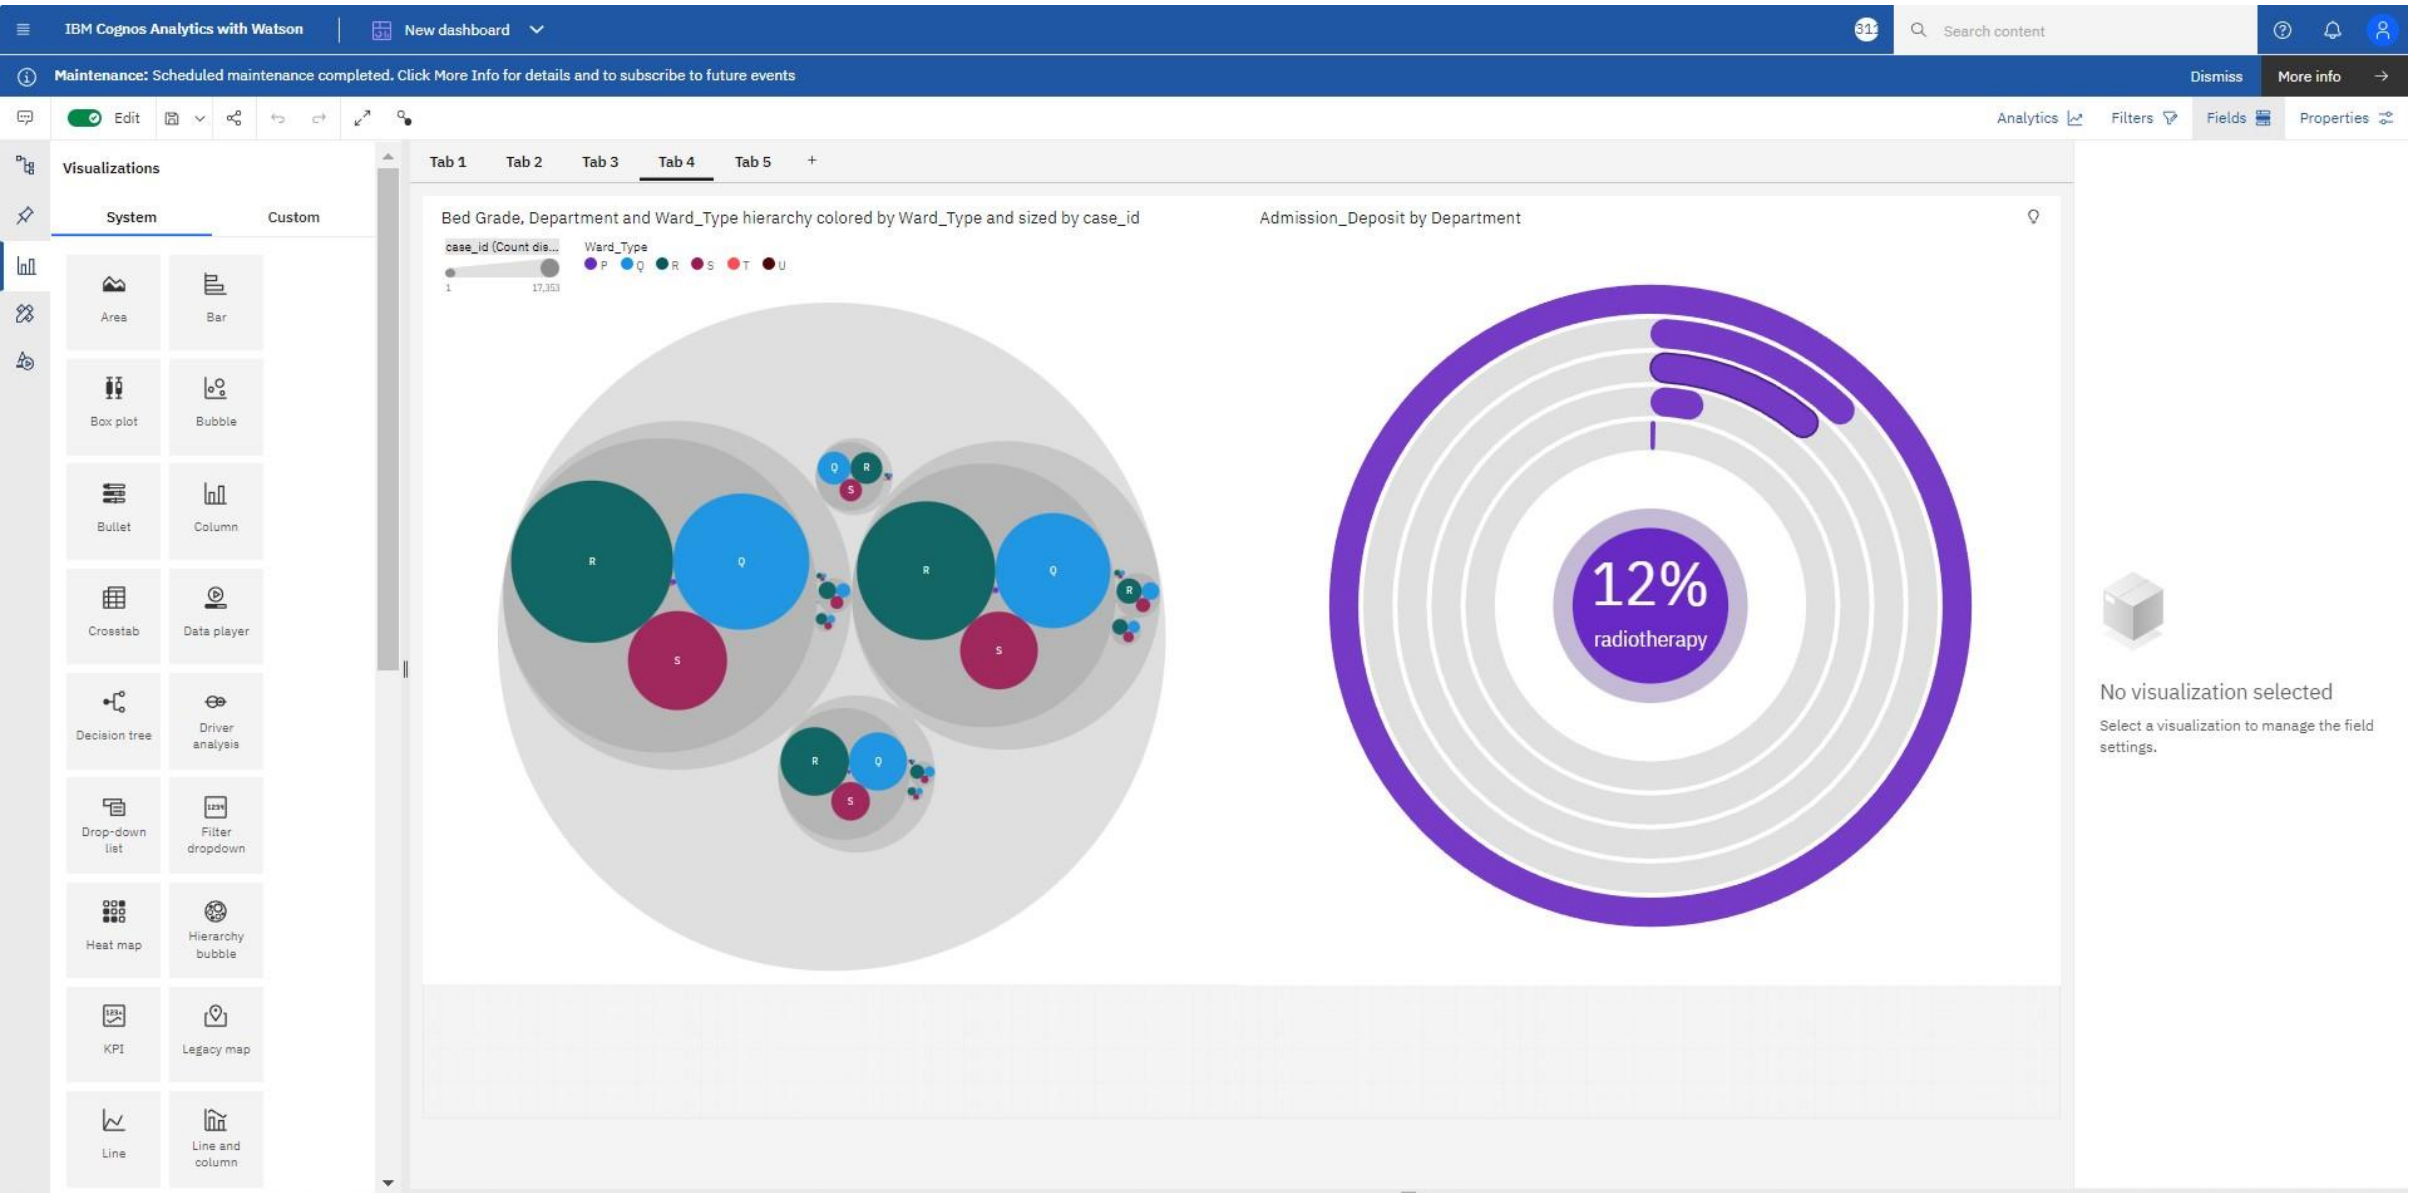 IBM Cognos Analytics with Watson
New dashboard
311
Search content
Maintenance: Scheduled maintenance completed. Click More Info for details and to subscribe to future events
Dismiss
More info
Edit
Analytics
Filters
Fields
Properties
Visualizations
System
Custom
Area
Bar
Box plot
Bubble
Bullet
Column
Crosstab
Data player
Decision tree
Driver
analysis
Drop-down
list
1234
Filter
dropdown
Heat map
Hierarchy
bubble
KPI
Legacy map
Line
Line and
column
Tab 1
Tab 2
Tab 3
Tab 4
Tab 5
Bed Grade, Department and Ward_Type hierarchy colored by Ward_Type and sized by case_id
case_id (Count dis...
1
17,353
Ward_Type
P Q R S T U
Q R
S
R Q
S
R Q
S
R
R Q
S
Admission_Deposit by Department
12%
radiotherapy
No visualization selected
Select a visualization to manage the field
settings.